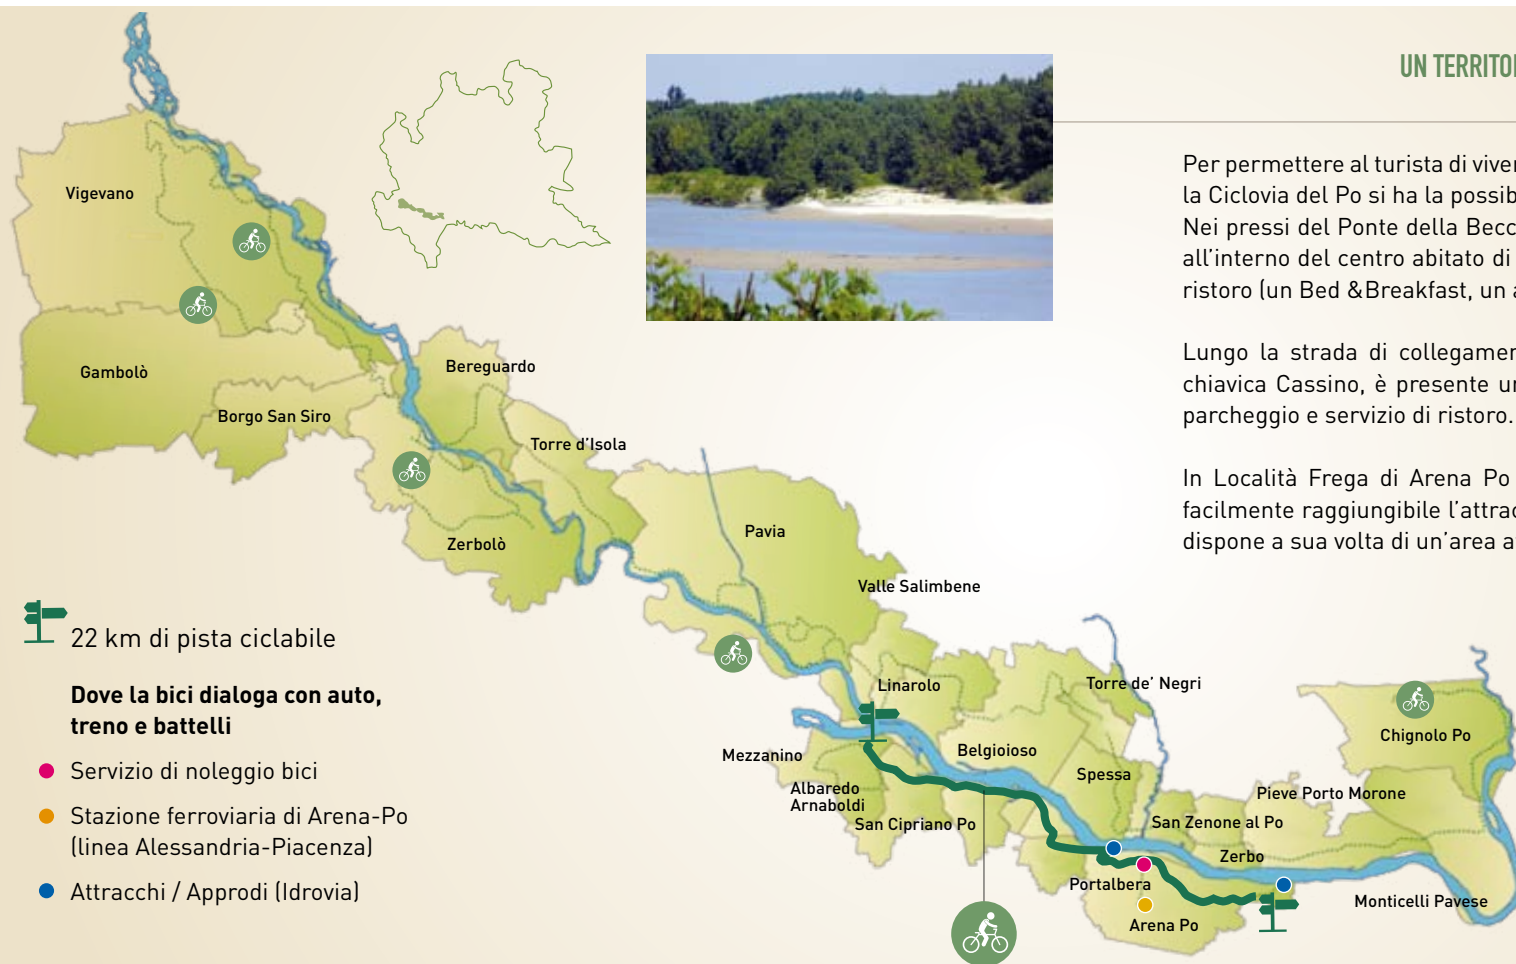 UN TERRITO
Per permettere al turista di viver
la Ciclovia del Po si ha la possib
Nei pressi del Ponte della Becc
all'interno del centro abitato di
ristoro (un Bed &Breakfast, un a
Lungo la strada di collegamen
chiavica Cassino, è presente un
parcheggio e servizio di ristoro.
In Località Frega di Arena Po
facilmente raggiungibile l'attrac
dispone a sua volta di un'area a
Vigevano
Gambolò
Borgo San Siro
Bereguardo
Torre d'Isola
Zerbolò
Pavia
Valle Salimbene
Linarolo
Torre de' Negri
Mezzanino
Belgioioso
Albaredo
Arnaboldi
San Cipriano Po
Spessa
Chignolo Po
Pieve Porto Morone
San Zenone al Po
Zerbo
Portalbera
Arena Po
Monticelli Pavese
22 km di pista ciclabile
Dove la bici dialoga con auto,
treno e battelli
Servizio di noleggio bici
Stazione ferroviaria di Arena-Po
(linea Alessandria-Piacenza)
Attracchi / Approdi (Idrovia)